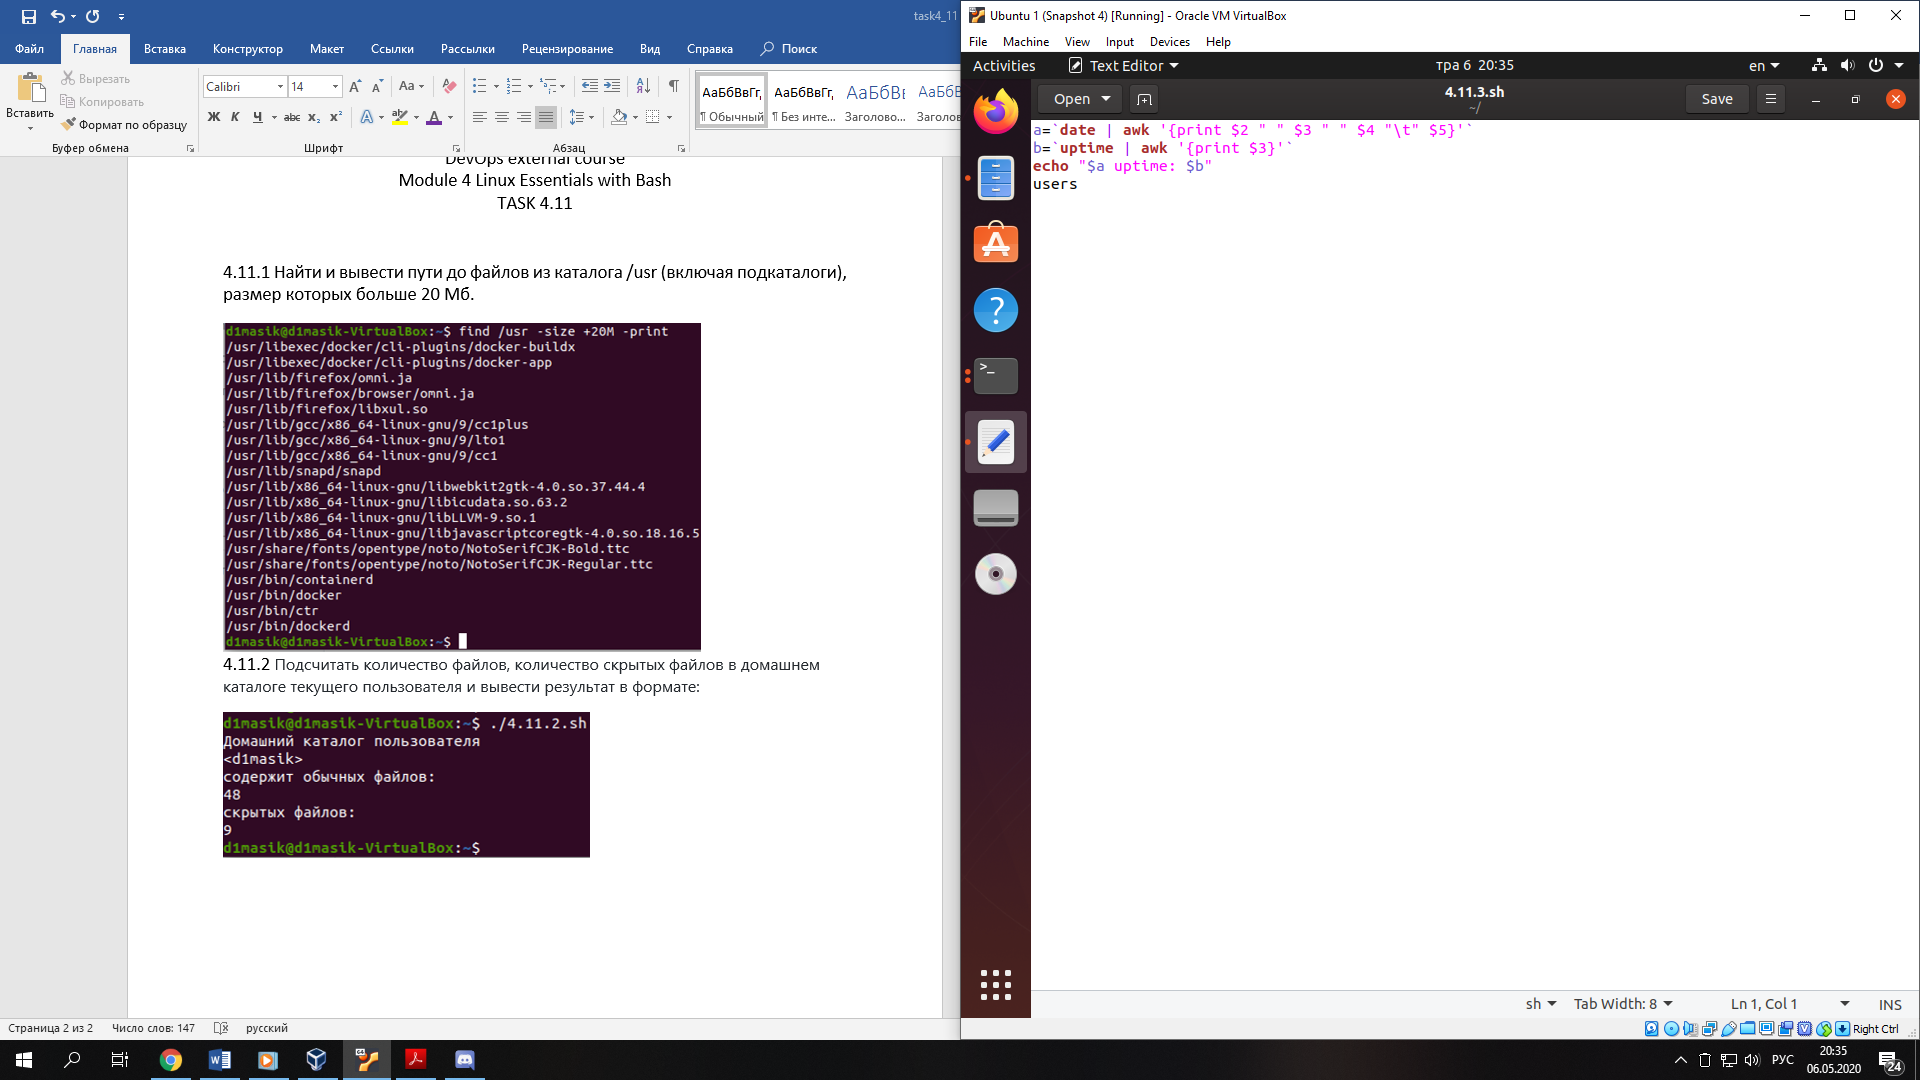 task4_11
Файл Главная Вставка Конструктор Макет Ссылки Рассылки Рецензирование Вид Справка Поиск
Вставить
Вырезать
Копировать
Формат по образцу
Буфер обмена
Calibri 14
Aa
Ж К Ч abc x₂ x²
Шрифт
Абзац
АаБбВвГг, АаБбВвГг, АаБбВв АаБбВ
¶ Обычный ¶ Без инте... Заголово... Заголо
DevOps external course
Module 4 Linux Essentials with Bash
TASK 4.11
4.11.1 Найти и вывести пути до файлов из каталога /usr (включая подкаталоги),
размер которых больше 20 Мб.
d1masik@d1masik-VirtualBox:~$ find /usr -size +20M -print
/usr/libexec/docker/cli-plugins/docker-buildx
/usr/libexec/docker/cli-plugins/docker-app
/usr/lib/firefox/omni.ja
/usr/lib/firefox/browser/omni.ja
/usr/lib/firefox/libxul.so
/usr/lib/gcc/x86_64-linux-gnu/9/cc1plus
/usr/lib/gcc/x86_64-linux-gnu/9/lto1
/usr/lib/gcc/x86_64-linux-gnu/9/cc1
/usr/lib/snapd/snapd
/usr/lib/x86_64-linux-gnu/libwebkit2gtk-4.0.so.37.44.4
/usr/lib/x86_64-linux-gnu/libicudata.so.63.2
/usr/lib/x86_64-linux-gnu/libLLVM-9.so.1
/usr/lib/x86_64-linux-gnu/libjavascriptcoregtk-4.0.so.18.16.5
/usr/share/fonts/opentype/noto/NotoSerifCJK-Bold.ttc
/usr/share/fonts/opentype/noto/NotoSerifCJK-Regular.ttc
/usr/bin/containerd
/usr/bin/docker
/usr/bin/ctr
/usr/bin/dockerd
d1masik@d1masik-VirtualBox:~$
4.11.2 Подсчитать количество файлов, количество скрытых файлов в домашнем
каталоге текущего пользователя и вывести результат в формате:
d1masik@d1masik-VirtualBox:~$ ./4.11.2.sh
Домашний каталог пользователя
<d1masik>
содержит обычных файлов:
48
скрытых файлов:
9
d1masik@d1masik-VirtualBox:~$
Страница 2 из 2 Число слов: 147 русский
Ubuntu 1 (Snapshot 4) [Running] - Oracle VM VirtualBox
File Machine View Input Devices Help
Activities Text Editor тра 6 20:35 en
Open 4.11.3.sh Save
~/
a=`date | awk '{print $2 " " $3 " " $4 "\t" $5}'`
b=`uptime | awk '{print $3}'`
echo "$a uptime: $b"
users
sh Tab Width: 8 Ln 1, Col 1 INS
Right Ctrl
РУС 20:35
06.05.2020
24